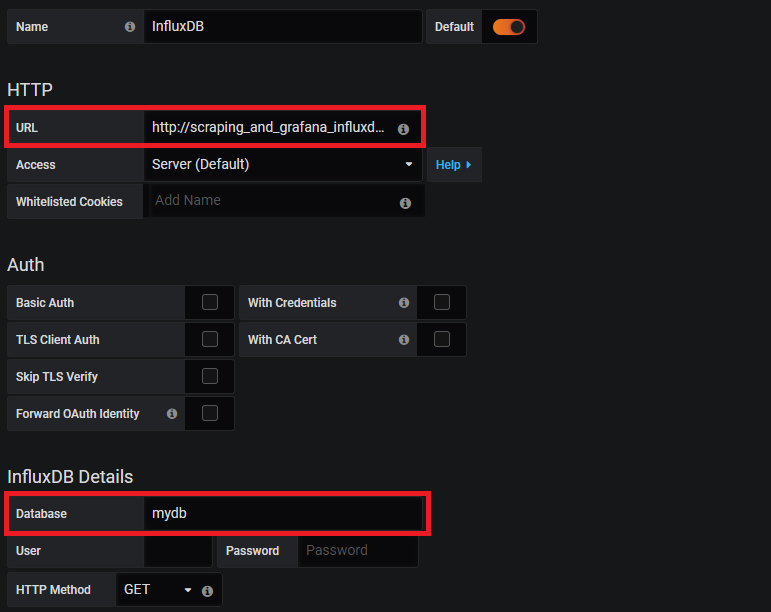 Name InfluxDB Default
HTTP
URL http://scraping_and_grafana_influxd...
Access Server (Default) Help
Whitelisted Cookies Add Name
Auth
Basic Auth With Credentials
TLS Client Auth With CA Cert
Skip TLS Verify
Forward OAuth Identity
InfluxDB Details
Database mydb
User Password Password
HTTP Method GET